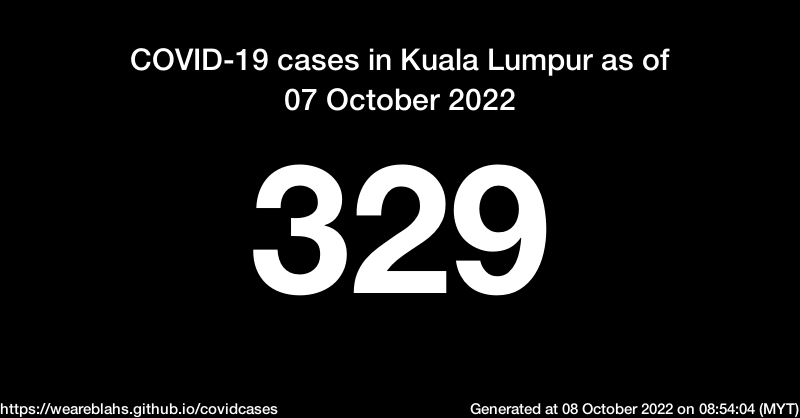 COVID-19 cases in Kuala Lumpur as of
07 October 2022
329
https://weareblahs.github.io/covidcases
Generated at 08 October 2022 on 08:54:04 (MYT)